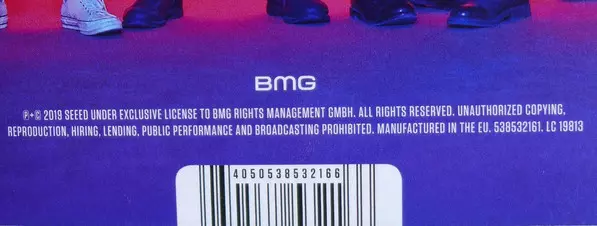 BMG
℗+© 2019 SEEED UNDER EXCLUSIVE LICENSE TO BMG RIGHTS MANAGEMENT GMBH. ALL RIGHTS RESERVED. UNAUTHORIZED COPYING,
REPRODUCTION, HIRING, LENDING, PUBLIC PERFORMANCE AND BROADCASTING PROHIBITED. MANUFACTURED IN THE EU. 538532161. LC 19813
4050538532166